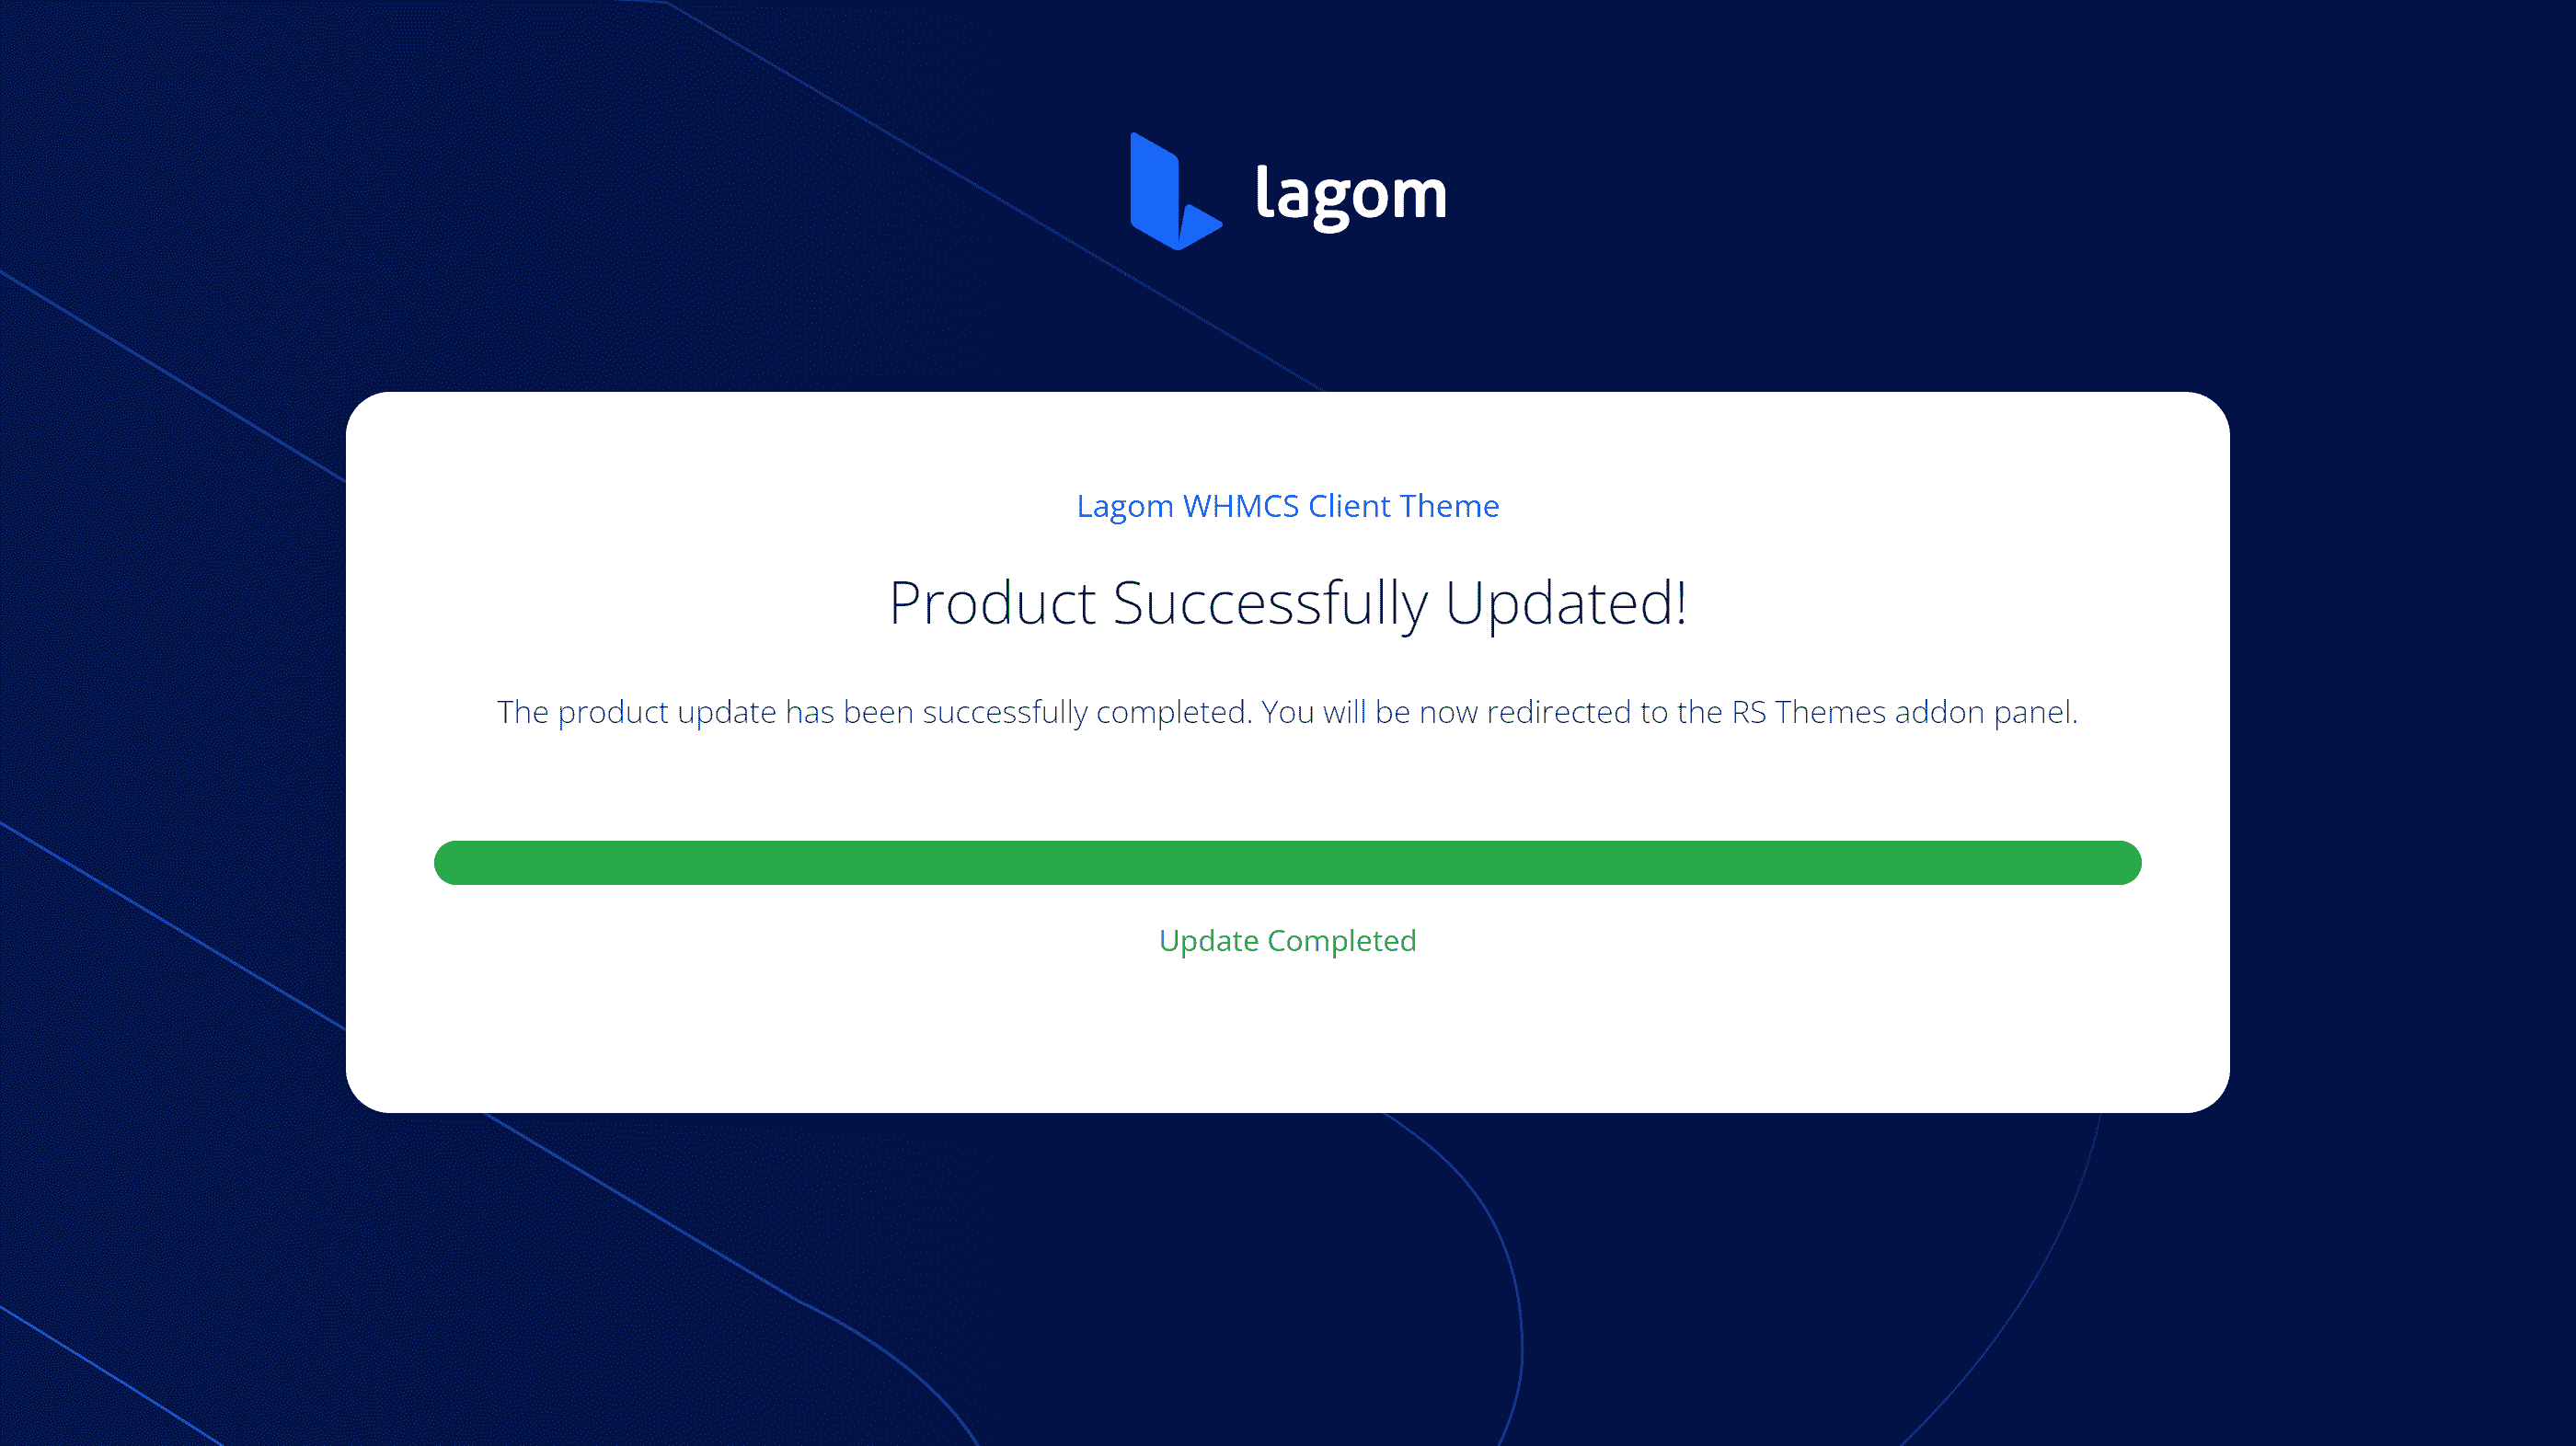 lagom
Lagom WHMCS Client Theme
Product Successfully Updated!
The product update has been successfully completed. You will be now redirected to the RS Themes addon panel.
Update Completed